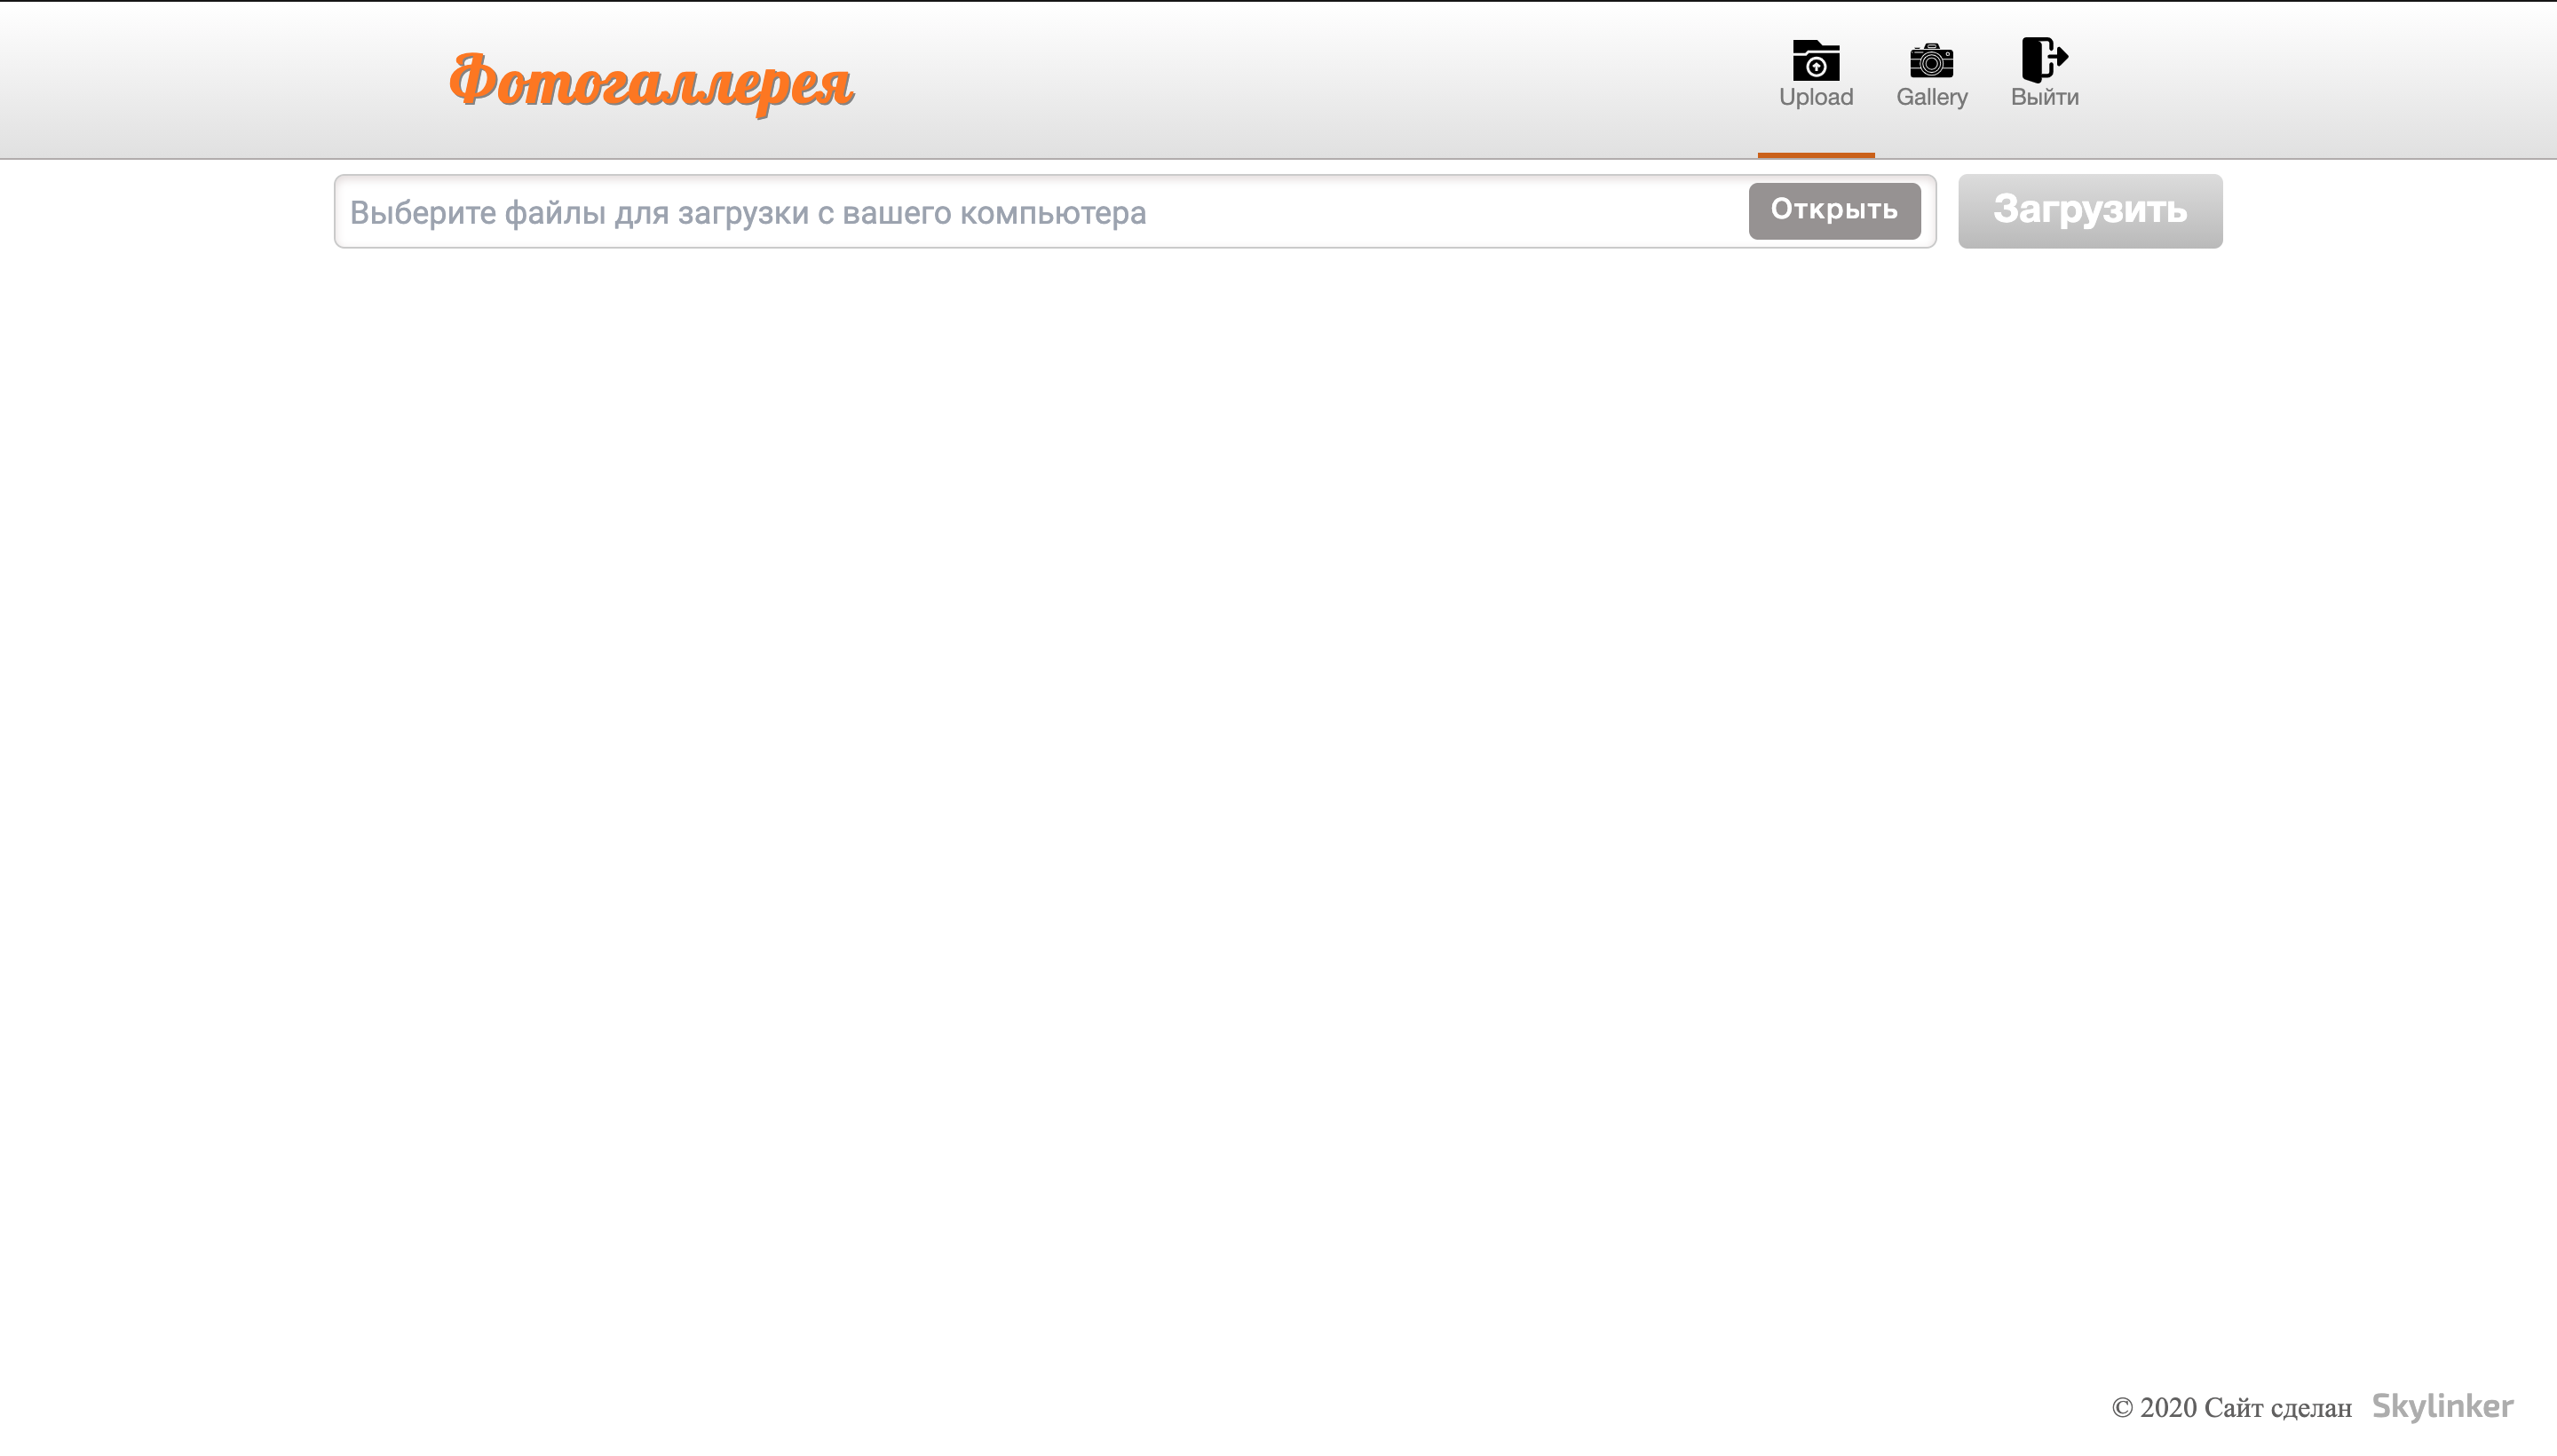 Фотогаллерея
Upload Gallery Выйти
Выберите файлы для загрузки с вашего компьютера Открыть Загрузить
© 2020 Сайт сделан Skylinker